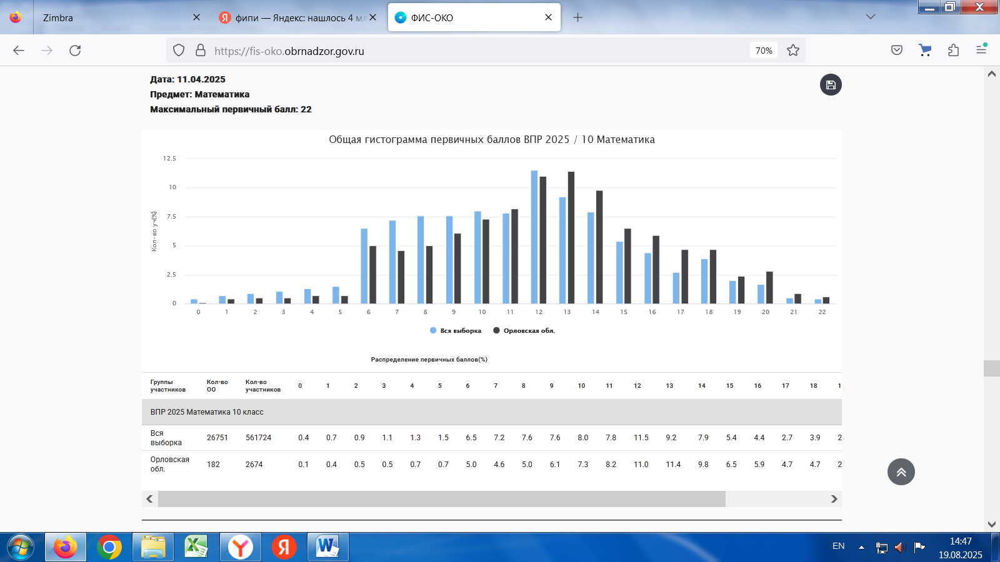 Zimbra
фипи — Яндекс: нашлось 4 мл
ФИС-ОКО
https://fis-oko.obrnadzor.gov.ru
70%
Дата: 11.04.2025
Предмет: Математика
Максимальный первичный балл: 22
Общая гистограмма первичных баллов ВПР 2025 / 10 Математика
Кол-во уч(%)
12.5
10
7.5
5
2.5
0
0 1 2 3 4 5 6 7 8 9 10 11 12 13 14 15 16 17 18 19 20 21 22
Вся выборка Орловская обл.
Распределение первичных баллов(%)
Группы участников Кол-во ОО Кол-во участников 0 1 2 3 4 5 6 7 8 9 10 11 12 13 14 15 16 17 18 1
ВПР 2025 Математика 10 класс
Вся выборка 26751 561724 0.4 0.7 0.9 1.1 1.3 1.5 6.5 7.2 7.6 7.6 8.0 7.8 11.5 9.2 7.9 5.4 4.4 2.7 3.9 2
Орловская обл. 182 2674 0.1 0.4 0.5 0.5 0.7 0.7 5.0 4.6 5.0 6.1 7.3 8.2 11.0 11.4 9.8 6.5 5.9 4.7 4.7 2
EN
14:47
19.08.2025